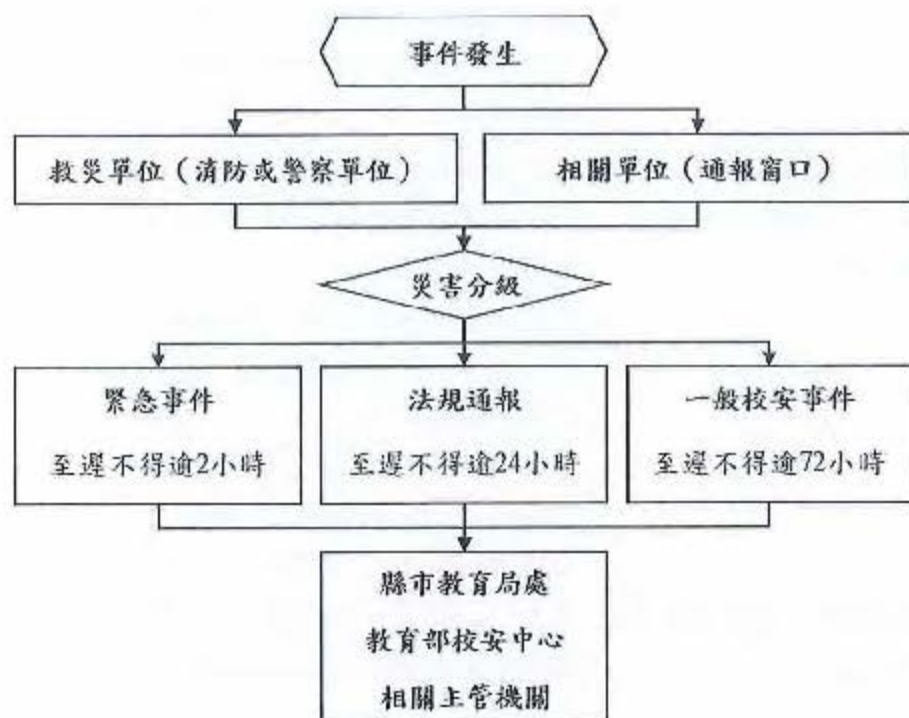 事件發生
救災單位（消防或警察單位）
相關單位（通報窗口）
災害分級
緊急事件
至遲不得逾2小時
法規通報
至遲不得逾24小時
一般校安事件
至遲不得逾72小時
縣市教育局處
教育部校安中心
相關主管機關